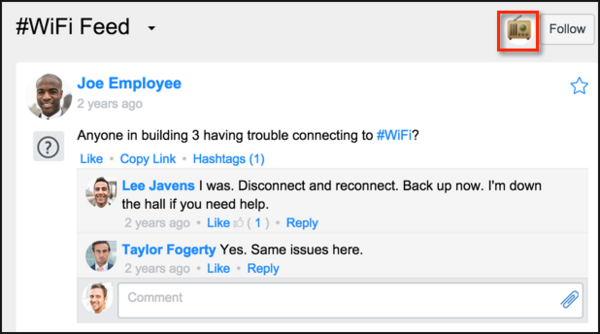 #WiFi Feed
Follow
Joe Employee
2 years ago
Anyone in building 3 having trouble connecting to #WiFi?
Like • Copy Link • Hashtags (1)
Lee Javens I was. Disconnect and reconnect. Back up now. I'm down
the hall if you need help.
2 years ago • Like ( 1 ) • Reply
Taylor Fogerty Yes. Same issues here.
2 years ago • Like • Reply
Comment